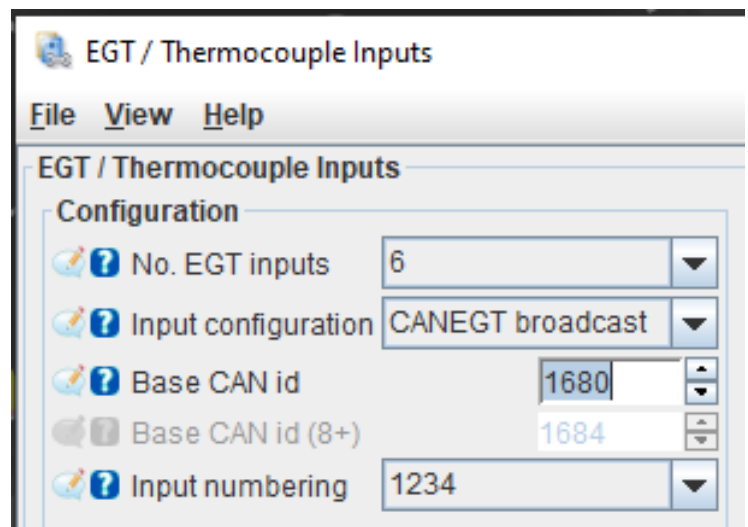 EGT / Thermocouple Inputs
File View Help
EGT / Thermocouple Inputs
Configuration
No. EGT inputs 6
Input configuration CANEGT broadcast
Base CAN id 1680
Base CAN id (8+) 1684
Input numbering 1234